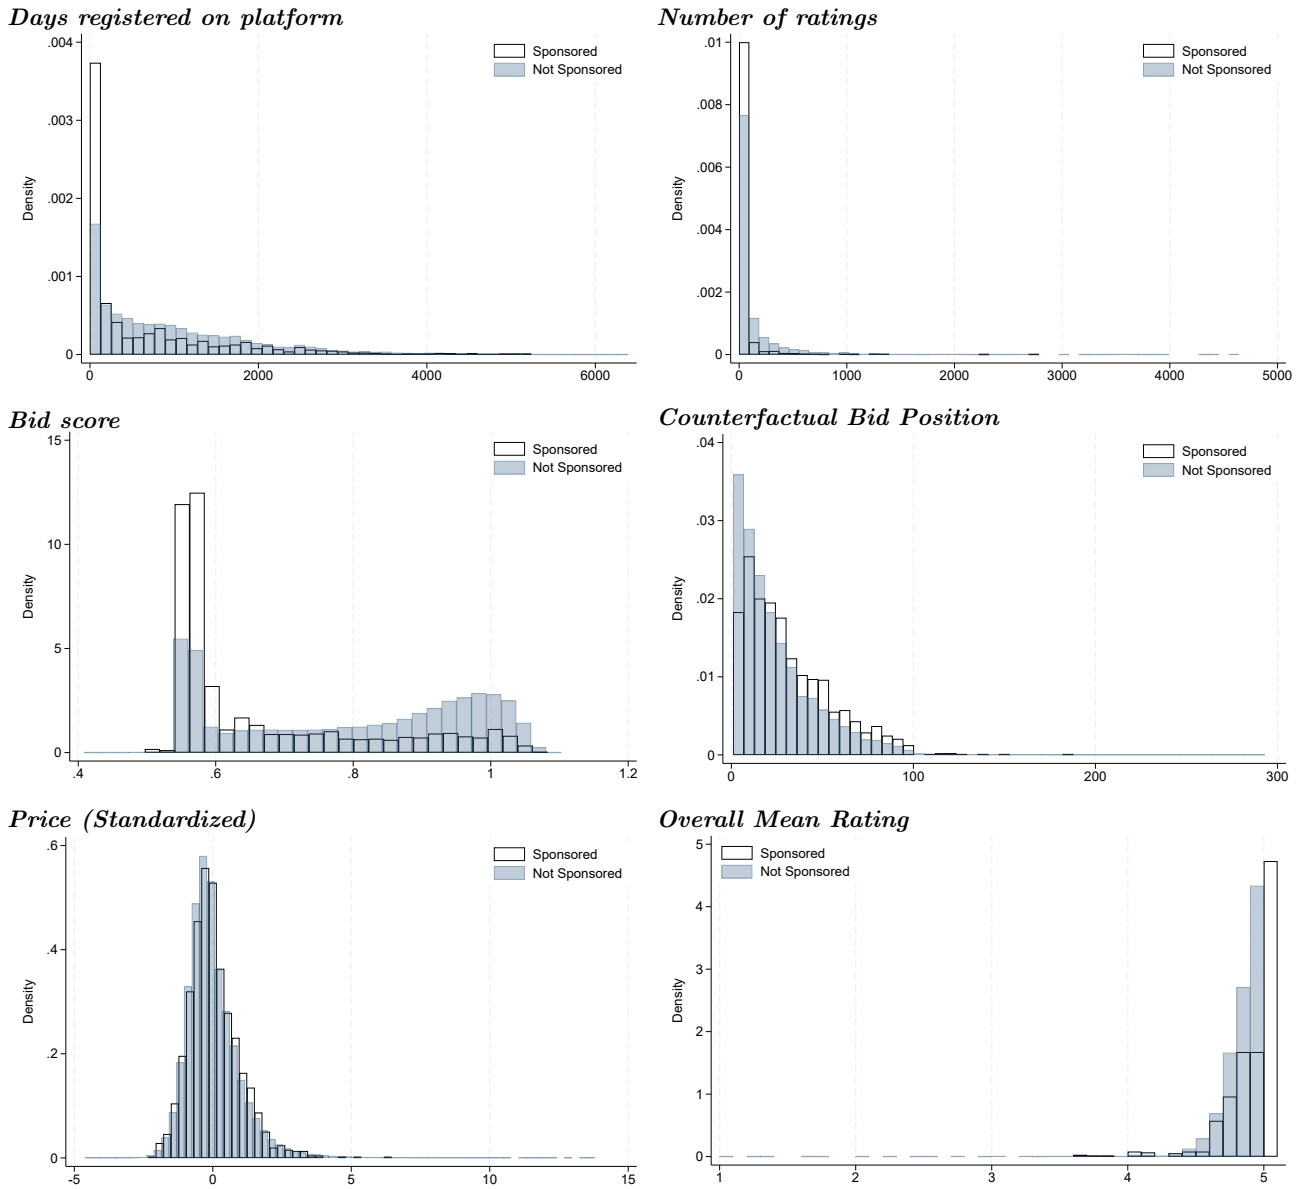 Days registered on platform
Number of ratings
.004
.003
.002
.001
0
Density
Sponsored
Not Sponsored
0 2000 4000 6000
.01
.008
.006
.004
.002
0
Density
Sponsored
Not Sponsored
0 1000 2000 3000 4000 5000
Bid score
Counterfactual Bid Position
15
10
5
0
Density
Sponsored
Not Sponsored
.4 .6 .8 1 1.2
.04
.03
.02
.01
0
Density
Sponsored
Not Sponsored
0 100 200 300
Price (Standardized)
Overall Mean Rating
.6
.4
.2
0
Density
Sponsored
Not Sponsored
-5 0 5 10 15
5
4
3
2
1
0
Density
Sponsored
Not Sponsored
1 2 3 4 5